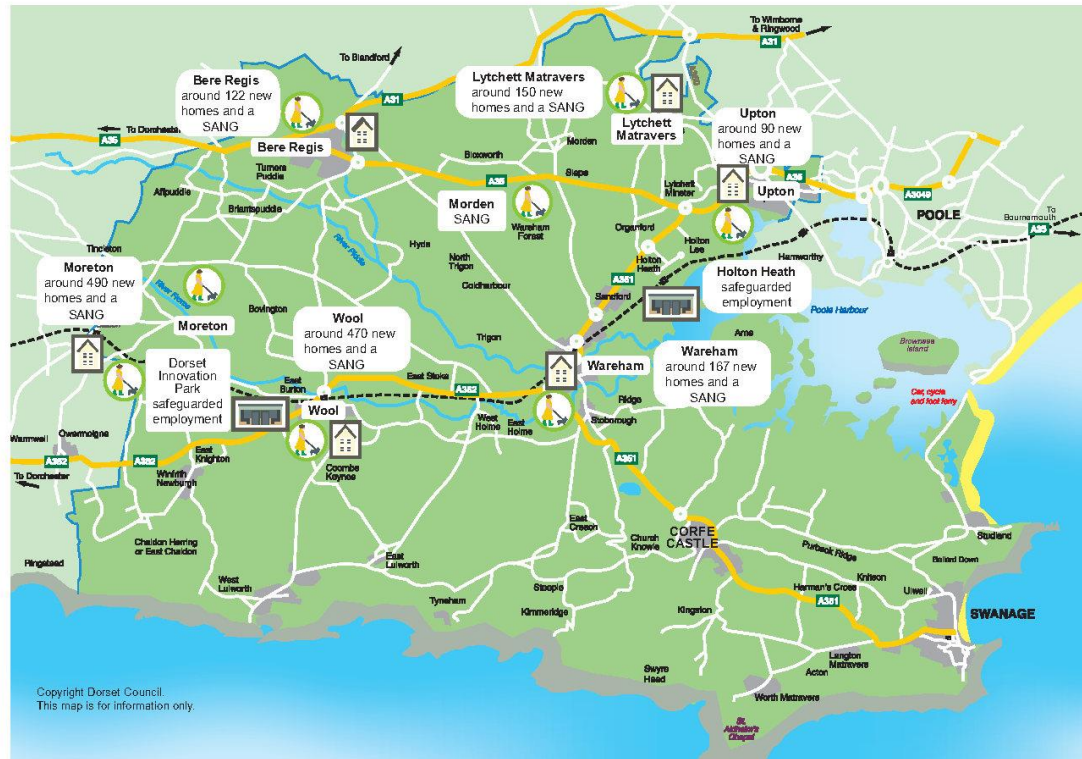 To Wimborne
& Ringwood
A31
To Blandford
Bere Regis
around 122 new
homes and a
SANG
A31
Lytchett Matravers
around 150 new
homes and a
SANG
Lytchett
Matravers
Upton
around 90 new
homes and a
SANG
To Dorchester
A35
Bere Regis
Turners
Puddle
Bloxworth
Morden
Slepe
A35
Morden
SANG
Wareham
Forest
Lytchett
Minster
A35
Upton
A3049
POOLE
To
Bournemouth
A35
Affpuddle
Briantspuddle
River Piddle
Hyde
North
Trigon
Coldharbour
Organford
Holton
Lee
Holton
Heath
A351
Hamworthy
Tincleton
Moreton
around 490 new
homes and a
SANG
River Frome
Moreton
Bovington
Wool
around 470 new
homes and a
SANG
Trigon
Sandford
Holton Heath
safeguarded
employment
Poole Harbour
Arne
Brownsea
Island
Dorset
Innovation
Park
safeguarded
employment
East
Burton
East Stoke
A352
Wareham
Wareham
around 167 new
homes and a
SANG
Car, cycle
and foot ferry
Wool
West
Holme
East
Holme
Ridge
Stoborough
Warmwell
Owermoigne
A352
To Dorchester
A352
East
Knighton
Winfrith
Newburgh
Coombe
Keynes
A351
Chaldon Herring
or East Chaldon
East
Lulworth
East
Creech
Church
Knowle
CORFE
CASTLE
Purbeck Ridge
Studland
Ballard Down
Ringstead
West
Lulworth
Tyneham
Steeple
Kimmeridge
Kingston
Harman's Cross
Knitson
Ulwell
A351
SWANAGE
Swyre
Head
Langton
Matravers
Acton
Worth Matravers
St.
Aldhelm's
Chapel
Copyright Dorset Council.
This map is for information only.